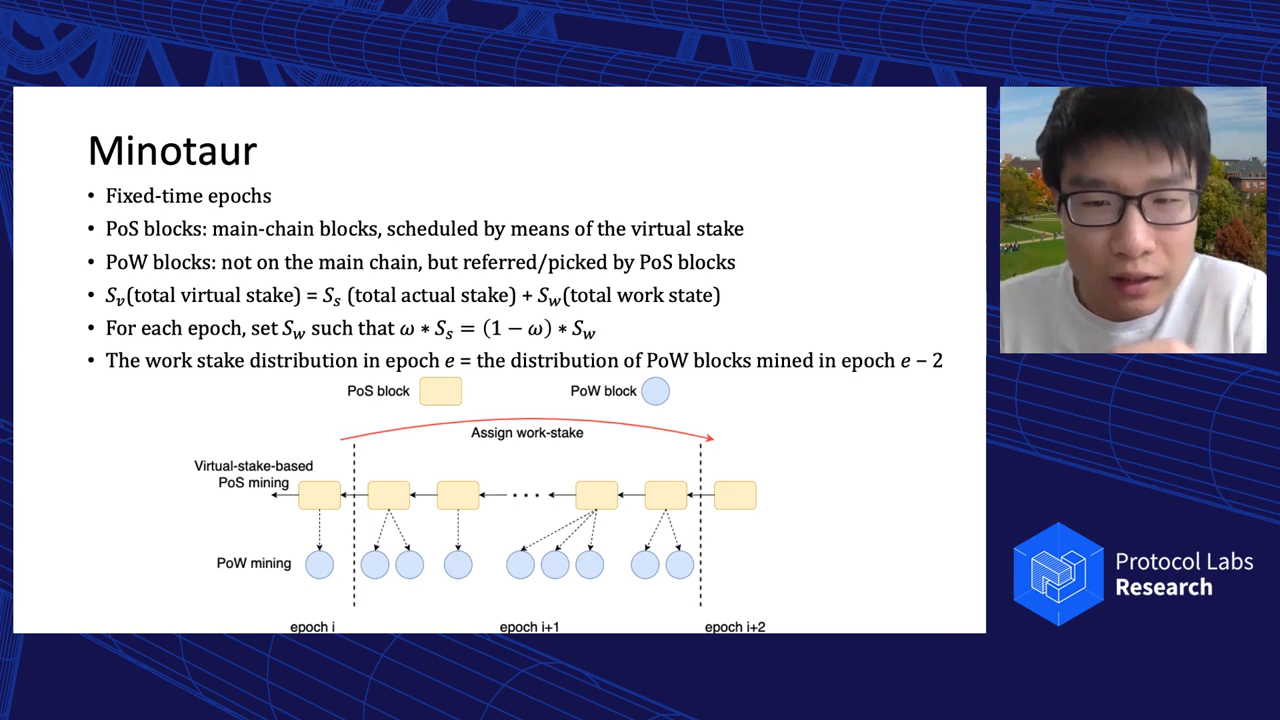 Minotaur
• Fixed-time epochs
• PoS blocks: main-chain blocks, scheduled by means of the virtual stake
• PoW blocks: not on the main chain, but referred/picked by PoS blocks
• 𝑆ᵥ(total virtual stake) = 𝑆ₛ (total actual stake) + 𝑆_w(total work state)
• For each epoch, set 𝑆_w such that ω ∗ 𝑆ₛ = (1 − ω) ∗ 𝑆_w
• The work stake distribution in epoch e = the distribution of PoW blocks mined in epoch e − 2
PoS block PoW block
Assign work-stake
Virtual-stake-based
PoS mining
PoW mining
epoch i epoch i+1 epoch i+2
Protocol Labs
Research